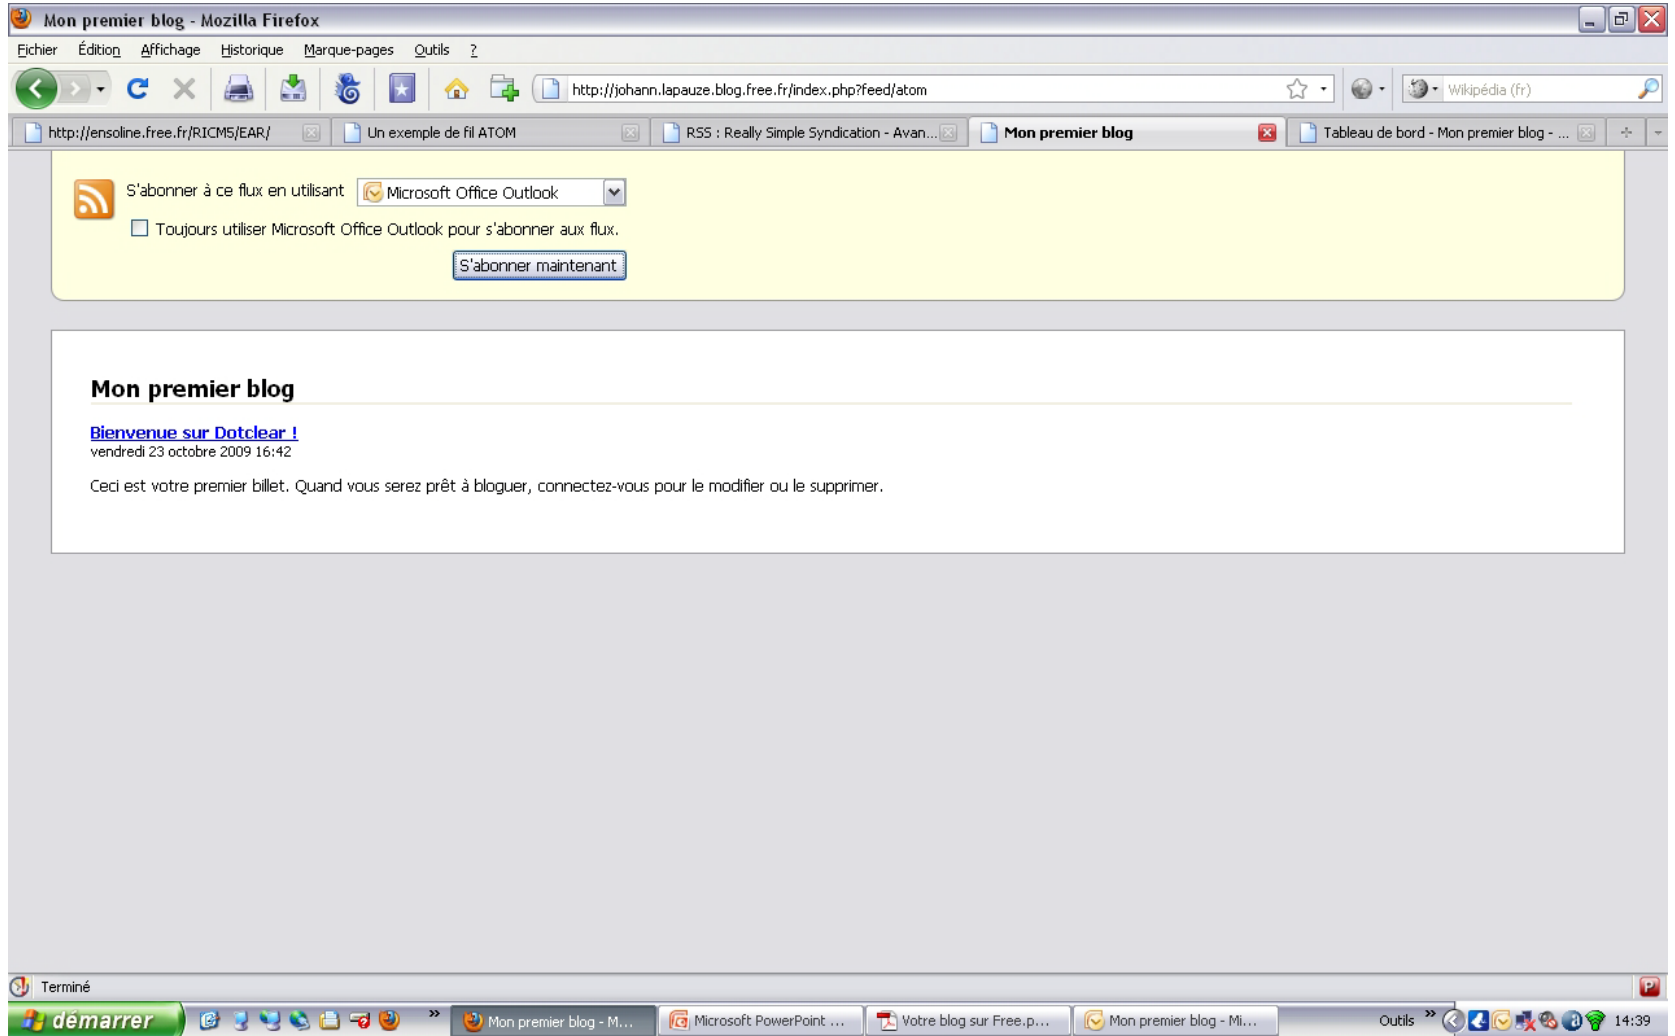 Mon premier blog - Mozilla Firefox
Fichier Édition Affichage Historique Marque-pages Outils ?
http://johann.lapauze.blog.free.fr/index.php?feed/atom
Wikipédia (fr)
http://ensoline.free.fr/RICM5/EAR/
Un exemple de fil ATOM
RSS : Really Simple Syndication - Avan...
Mon premier blog
Tableau de bord - Mon premier blog - ...
S'abonner à ce flux en utilisant Microsoft Office Outlook
Toujours utiliser Microsoft Office Outlook pour s'abonner aux flux.
S'abonner maintenant
Mon premier blog
Bienvenue sur Dotclear !
vendredi 23 octobre 2009 16:42
Ceci est votre premier billet. Quand vous serez prêt à bloguer, connectez-vous pour le modifier ou le supprimer.
Terminé
démarrer
Mon premier blog - M...
Microsoft PowerPoint ...
Votre blog sur Free.p...
Mon premier blog - Mi...
Outils »
14:39